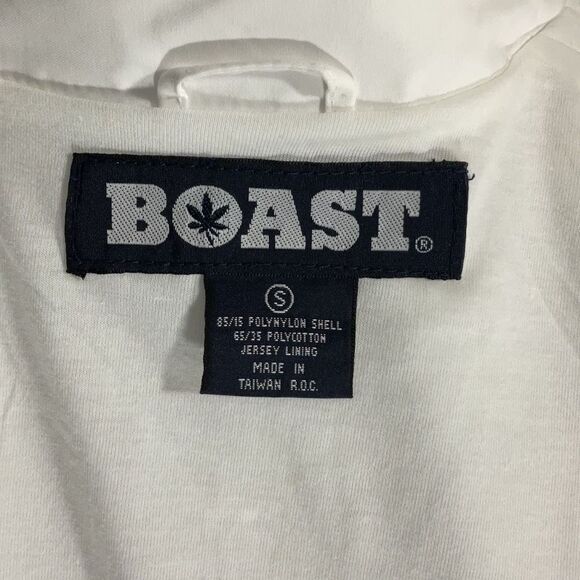 BOAST®
S
85/15 POLYNYLON SHELL
65/35 POLYCOTTON
JERSEY LINING
MADE IN
TAIWAN R.O.C.